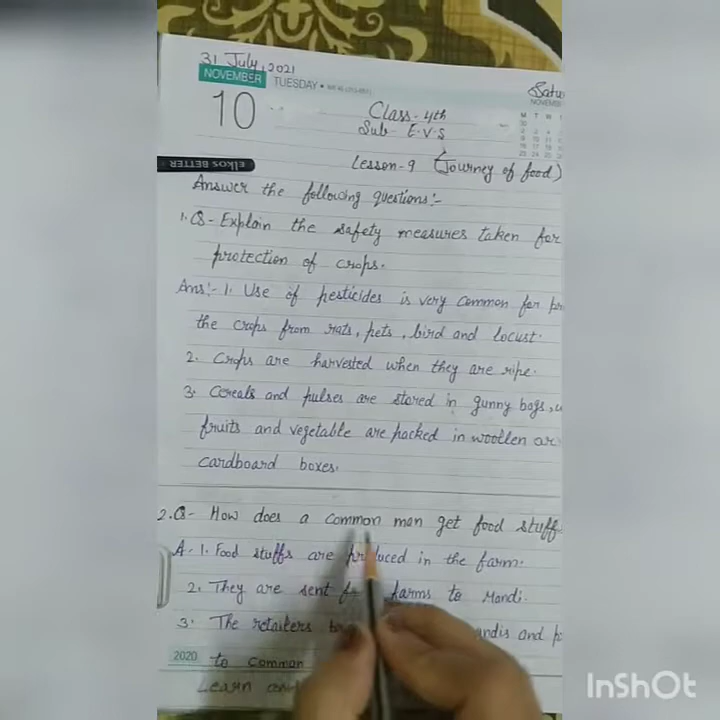 31 July, 2021
NOVEMBER TUESDAY
10
Class - 4th
Sub - E.V.S
Lesson - 9 (Journey of food)
elkos BETTER
Answer the following questions:-
1. Q - Explain the safety measures taken for
protection of crops.
Ans:- 1. Use of pesticides is very common for
the crops from rats, pets, bird and locust.
2. Crops are harvested when they are ripe.
3. Cereals and pulses are stored in gunny bags,
fruits and vegetable are packed in woollen
cardboard boxes.
2. Q - How does a common man get food stuff
A - 1. Food stuffs are produced in the farm.
2. They are sent farms to Mandi.
3. The retailers and
2020 to common
Learn
InShOt